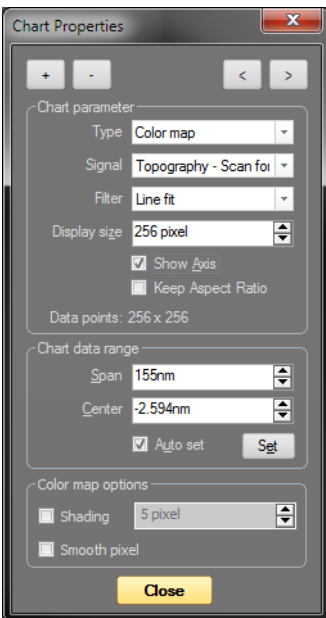 Chart Properties
x
+ - < >
Chart parameter
Type Color map
Signal Topography - Scan for
Filter Line fit
Display size 256 pixel
Show Axis
Keep Aspect Ratio
Data points: 256 x 256
Chart data range
Span 155nm
Center -2.594nm
Auto set Set
Color map options
Shading 5 pixel
Smooth pixel
Close